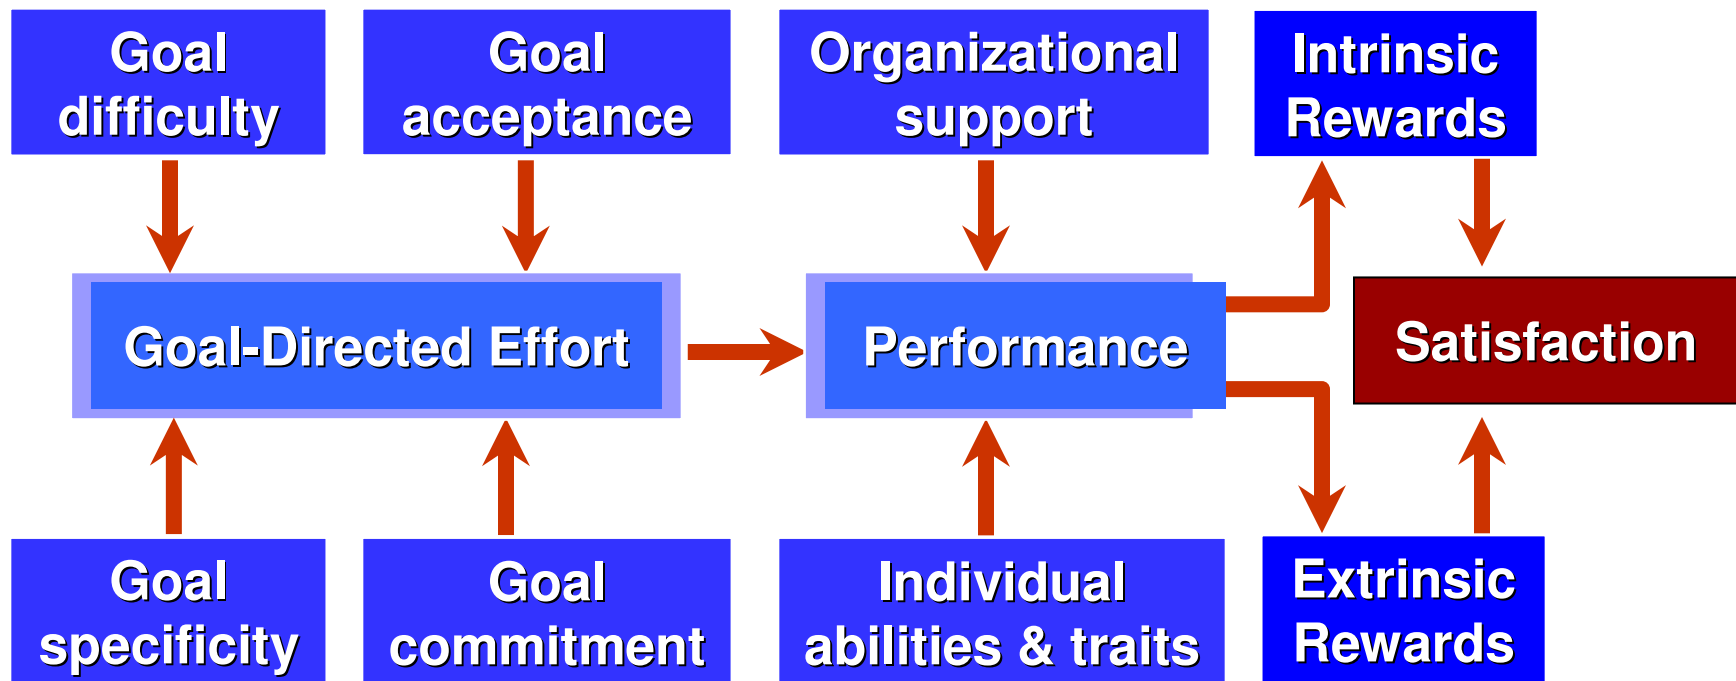 Goal
difficulty
Goal
acceptance
Organizational
support
Intrinsic
Rewards
Goal-Directed Effort
Performance
Satisfaction
Goal
specificity
Goal
commitment
Individual
abilities & traits
Extrinsic
Rewards